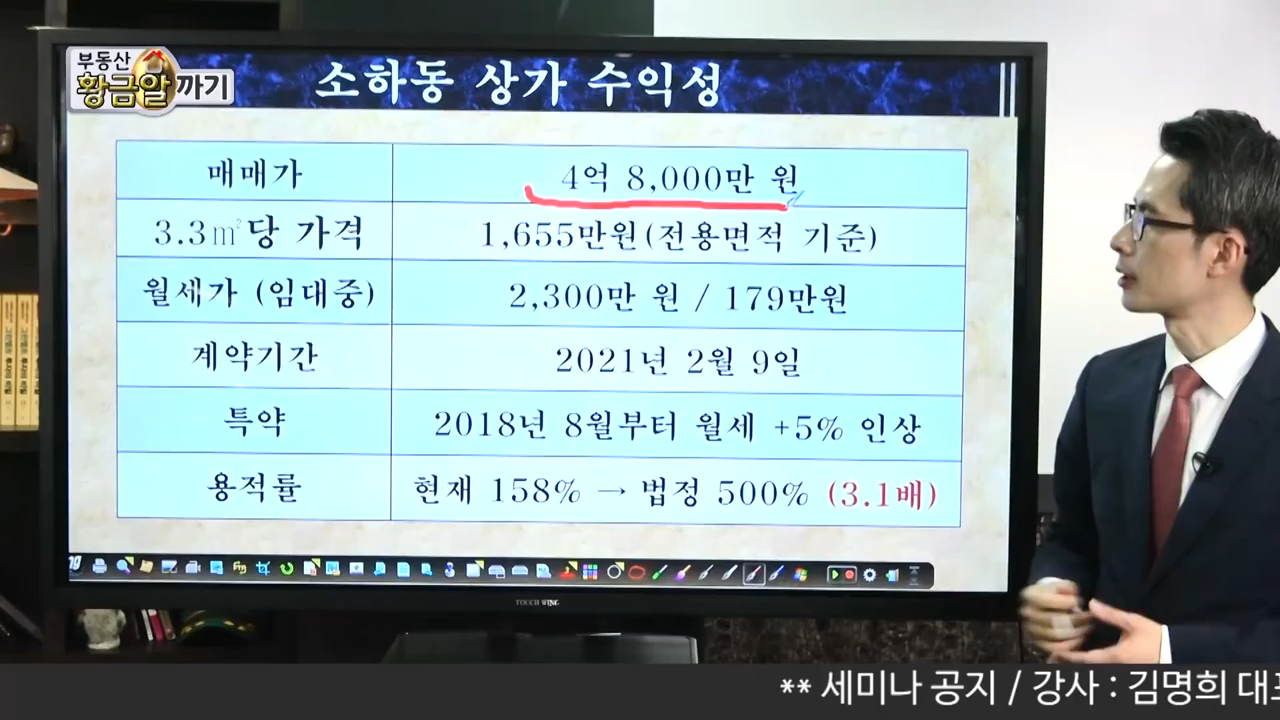 부동산
황금알까기
소하동 상가 수익성
매매가 4억 8,000만 원
3.3㎡당 가격 1,655만원(전용면적 기준)
월세가 (임대중) 2,300만 원 / 179만원
계약기간 2021년 2월 9일
특약 2018년 8월부터 월세 +5% 인상
용적률 현재 158% → 법정 500% (3.1배)
TOUCH WING
** 세미나 공지 / 강사 : 김명희 대표